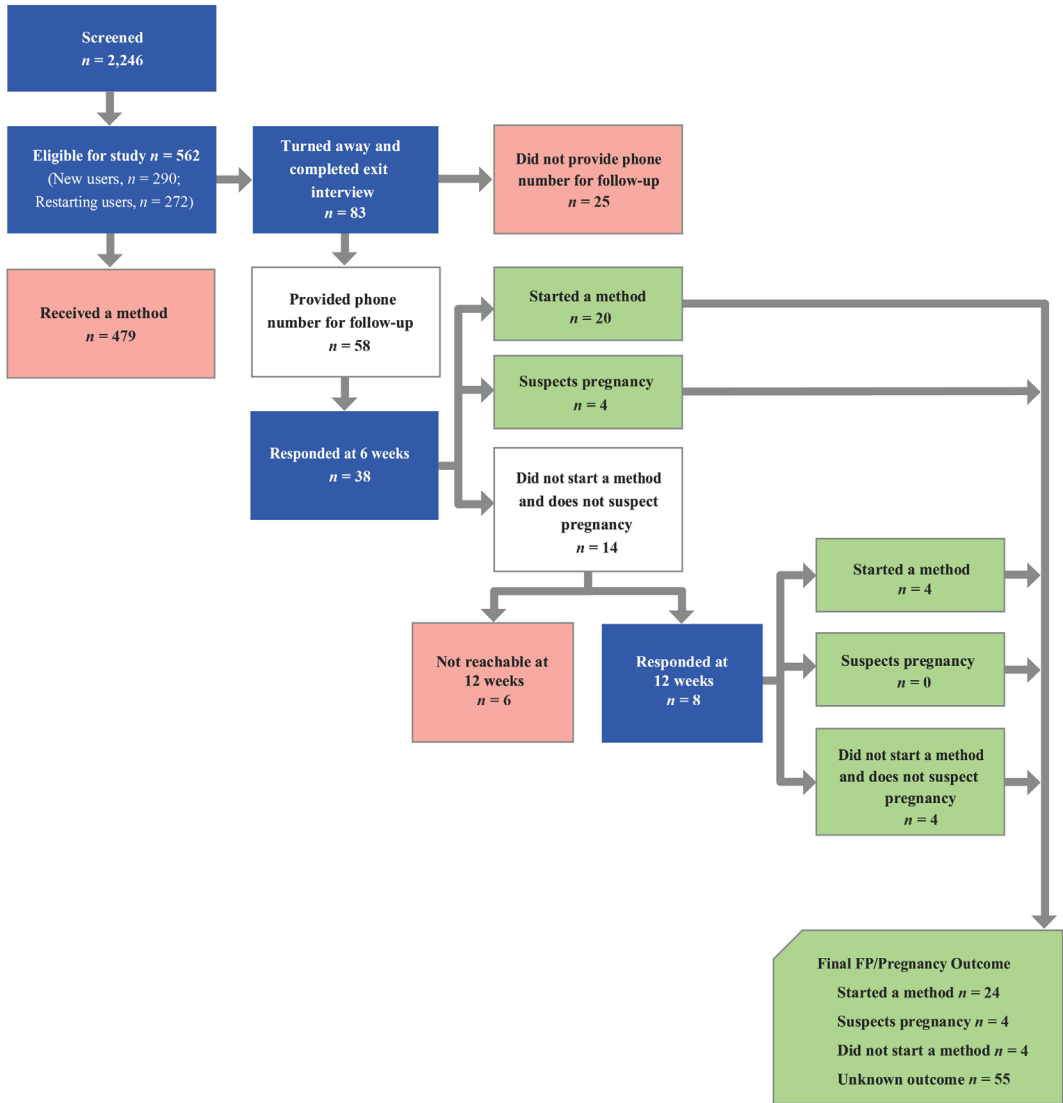 Screened
n = 2,246
Eligible for study n = 562
(New users, n = 290;
Restarting users, n = 272)
Turned away and
completed exit
interview
n = 83
Did not provide phone
number for follow-up
n = 25
Received a method
n = 479
Provided phone
number for follow-up
n = 58
Started a method
n = 20
Suspects pregnancy
n = 4
Responded at 6 weeks
n = 38
Did not start a method
and does not suspect
pregnancy
n = 14
Not reachable at
12 weeks
n = 6
Responded at
12 weeks
n = 8
Started a method
n = 4
Suspects pregnancy
n = 0
Did not start a method
and does not suspect
pregnancy
n = 4
Final FP/Pregnancy Outcome
Started a method n = 24
Suspects pregnancy n = 4
Did not start a method n = 4
Unknown outcome n = 55